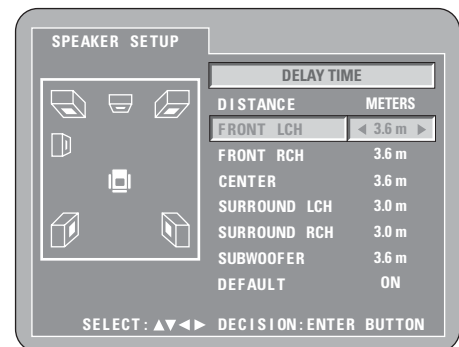 SPEAKER SETUP
DELAY TIME
DISTANCE METERS
FRONT LCH ◀ 3.6 m ▶
FRONT RCH 3.6 m
CENTER 3.6 m
SURROUND LCH 3.0 m
SURROUND RCH 3.0 m
SUBWOOFER 3.6 m
DEFAULT ON
SELECT: ▲▼◀▶ DECISION: ENTER BUTTON